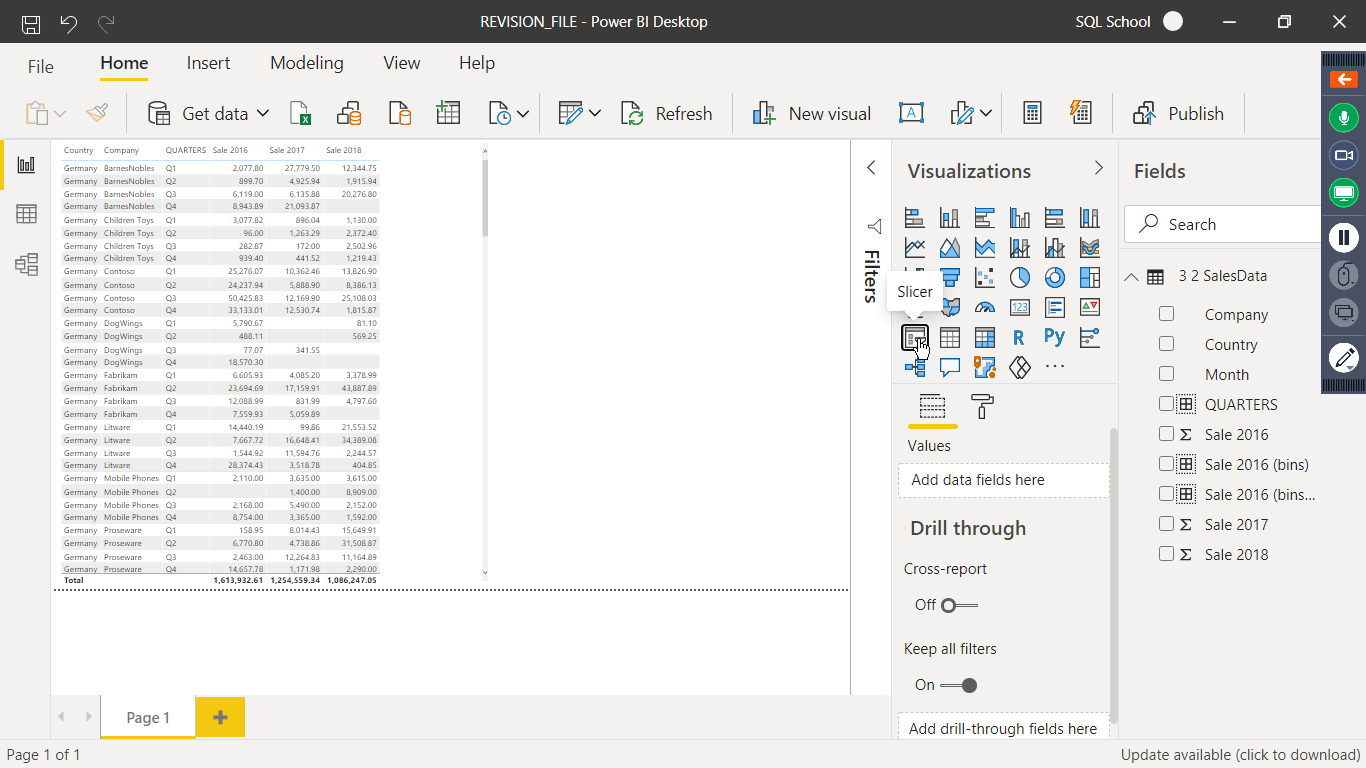 REVISION_FILE - Power BI Desktop
SQL School
File
Home
Insert
Modeling
View
Help
Get data
Refresh
New visual
Publish
Country Company QUARTERS Sale 2016 Sale 2017 Sale 2018
Germany BarnesNobles Q1 2,077.80 27,779.50 12,344.75
Germany BarnesNobles Q2 899.70 4,925.94 1,915.94
Germany BarnesNobles Q3 6,119.00 6,135.88 20,276.80
Germany BarnesNobles Q4 8,943.89 21,093.87
Germany Children Toys Q1 3,077.82 896.04 1,130.00
Germany Children Toys Q2 96.00 1,263.29 2,372.40
Germany Children Toys Q3 282.87 172.00 2,502.96
Germany Children Toys Q4 939.40 441.52 1,219.43
Germany Contoso Q1 25,276.07 10,362.46 13,826.90
Germany Contoso Q2 24,237.94 5,888.90 8,386.13
Germany Contoso Q3 50,425.83 12,169.90 25,108.03
Germany Contoso Q4 33,133.01 12,530.74 1,815.87
Germany DogWings Q1 5,790.67 81.10
Germany DogWings Q2 488.11 569.25
Germany DogWings Q3 77.07 341.55
Germany DogWings Q4 18,570.30
Germany Fabrikam Q1 6,605.93 4,085.20 3,378.99
Germany Fabrikam Q2 23,694.69 17,159.91 43,887.89
Germany Fabrikam Q3 12,088.99 831.99 4,797.60
Germany Fabrikam Q4 7,559.93 5,059.89
Germany Litware Q1 14,440.19 99.86 21,553.52
Germany Litware Q2 7,667.72 16,648.41 34,389.08
Germany Litware Q3 1,544.92 11,594.76 2,244.57
Germany Litware Q4 28,374.43 3,518.78 404.85
Germany Mobile Phones Q1 2,110.00 3,635.00 3,615.00
Germany Mobile Phones Q2 1,400.00 8,909.00
Germany Mobile Phones Q3 2,168.00 5,490.00 2,152.00
Germany Mobile Phones Q4 8,754.00 3,365.00 1,592.00
Germany Proseware Q1 158.95 8,014.43 15,649.91
Germany Proseware Q2 6,770.80 4,738.86 31,508.87
Germany Proseware Q3 2,463.00 12,264.83 11,164.89
Germany Proseware Q4 14,657.78 1,171.98 2,290.00
Total 1,613,932.61 1,254,559.34 1,086,247.05
Filters
Visualizations
Slicer
123
R
Py
Values
Add data fields here
Drill through
Cross-report
Off
Keep all filters
On
Add drill-through fields here
Fields
Search
3 2 SalesData
Company
Country
Month
QUARTERS
Σ Sale 2016
Sale 2016 (bins)
Sale 2016 (bins...
Σ Sale 2017
Σ Sale 2018
Page 1
Page 1 of 1
Update available (click to download)